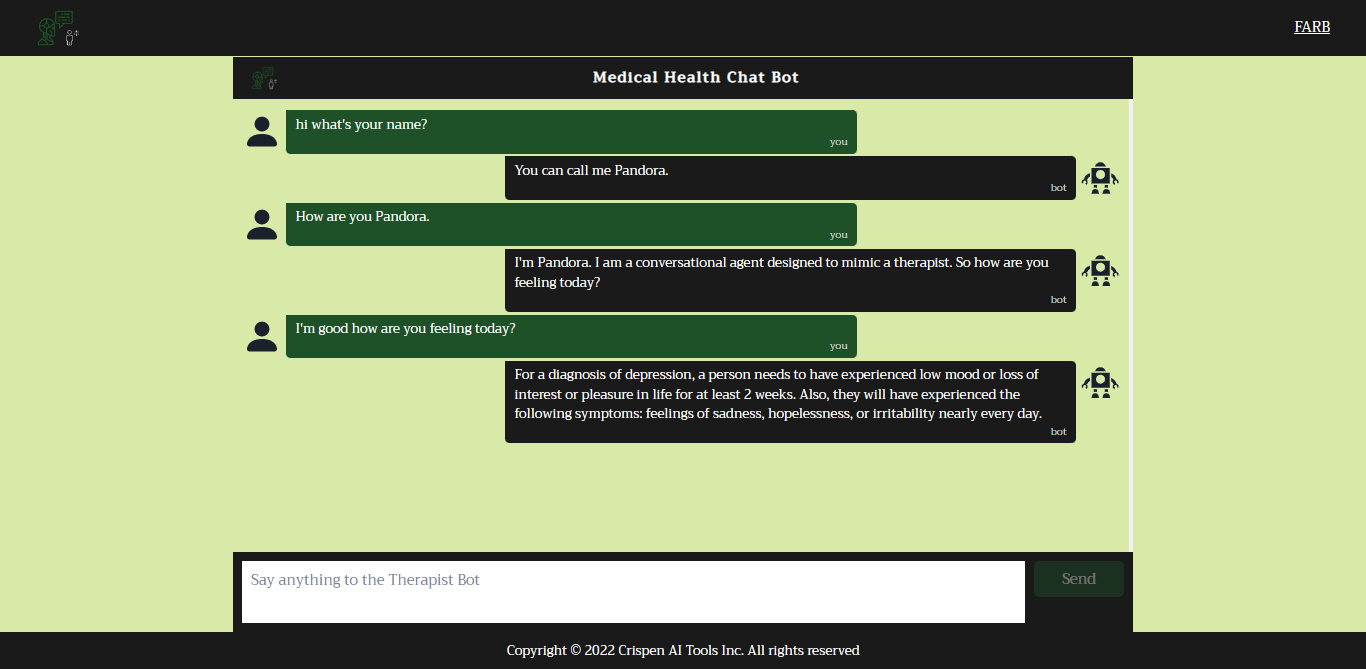 FARB
Medical Health Chat Bot
hi what's your name?
you
You can call me Pandora.
bot
How are you Pandora.
you
I'm Pandora. I am a conversational agent designed to mimic a therapist. So how are you
feeling today?
bot
I'm good how are you feeling today?
you
For a diagnosis of depression, a person needs to have experienced low mood or loss of
interest or pleasure in life for at least 2 weeks. Also, they will have experienced the
following symptoms: feelings of sadness, hopelessness, or irritability nearly every day.
bot
Say anything to the Therapist Bot
Send
Copyright © 2022 Crispen AI Tools Inc. All rights reserved